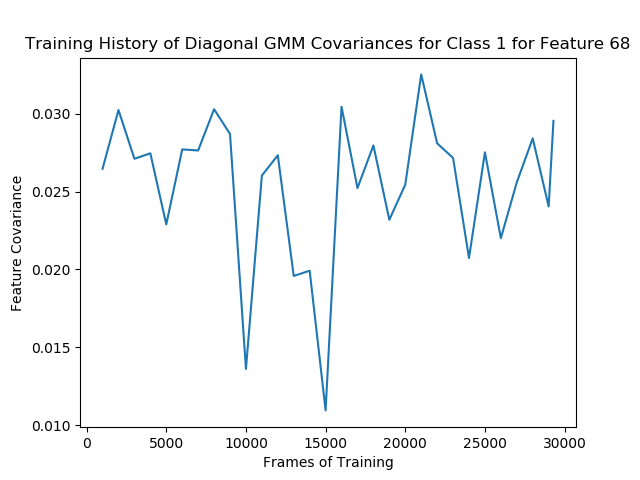 Training History of Diagonal GMM Covariances for Class 1 for Feature 68
0.030
0.025
0.020
0.015
0.010
Feature Covariance
0 5000 10000 15000 20000 25000 30000
Frames of Training